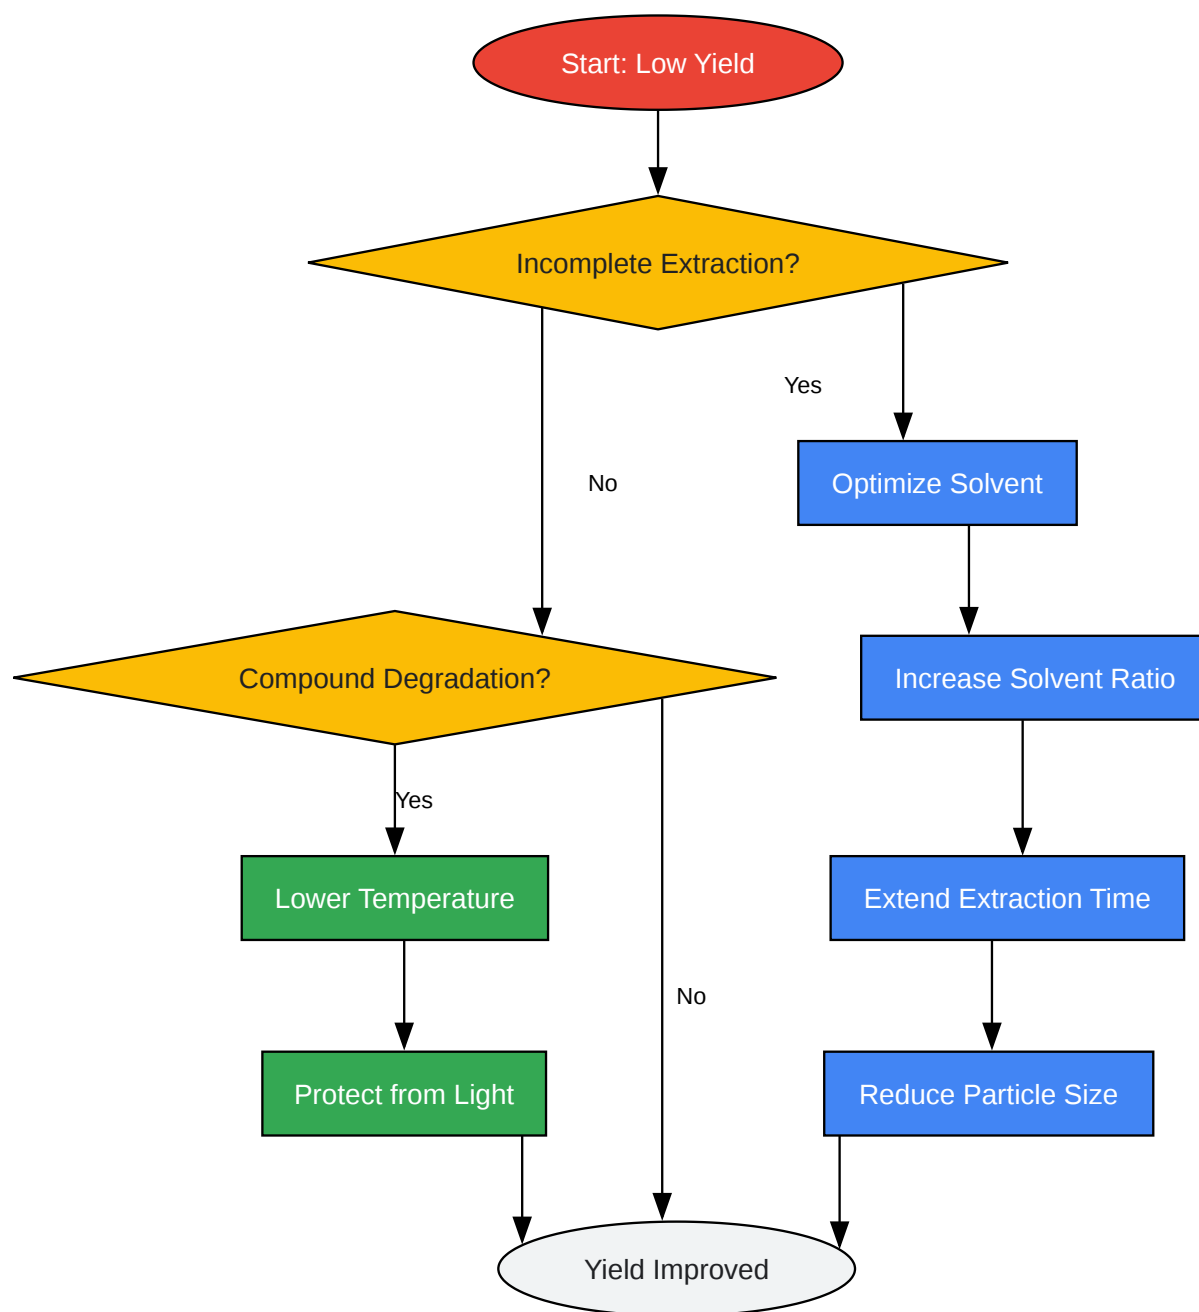 Start: Low Yield
Incomplete Extraction?
Yes
No
Optimize Solvent
Compound Degradation?
Increase Solvent Ratio
Yes
Lower Temperature
Extend Extraction Time
No
Protect from Light
Reduce Particle Size
Yield Improved